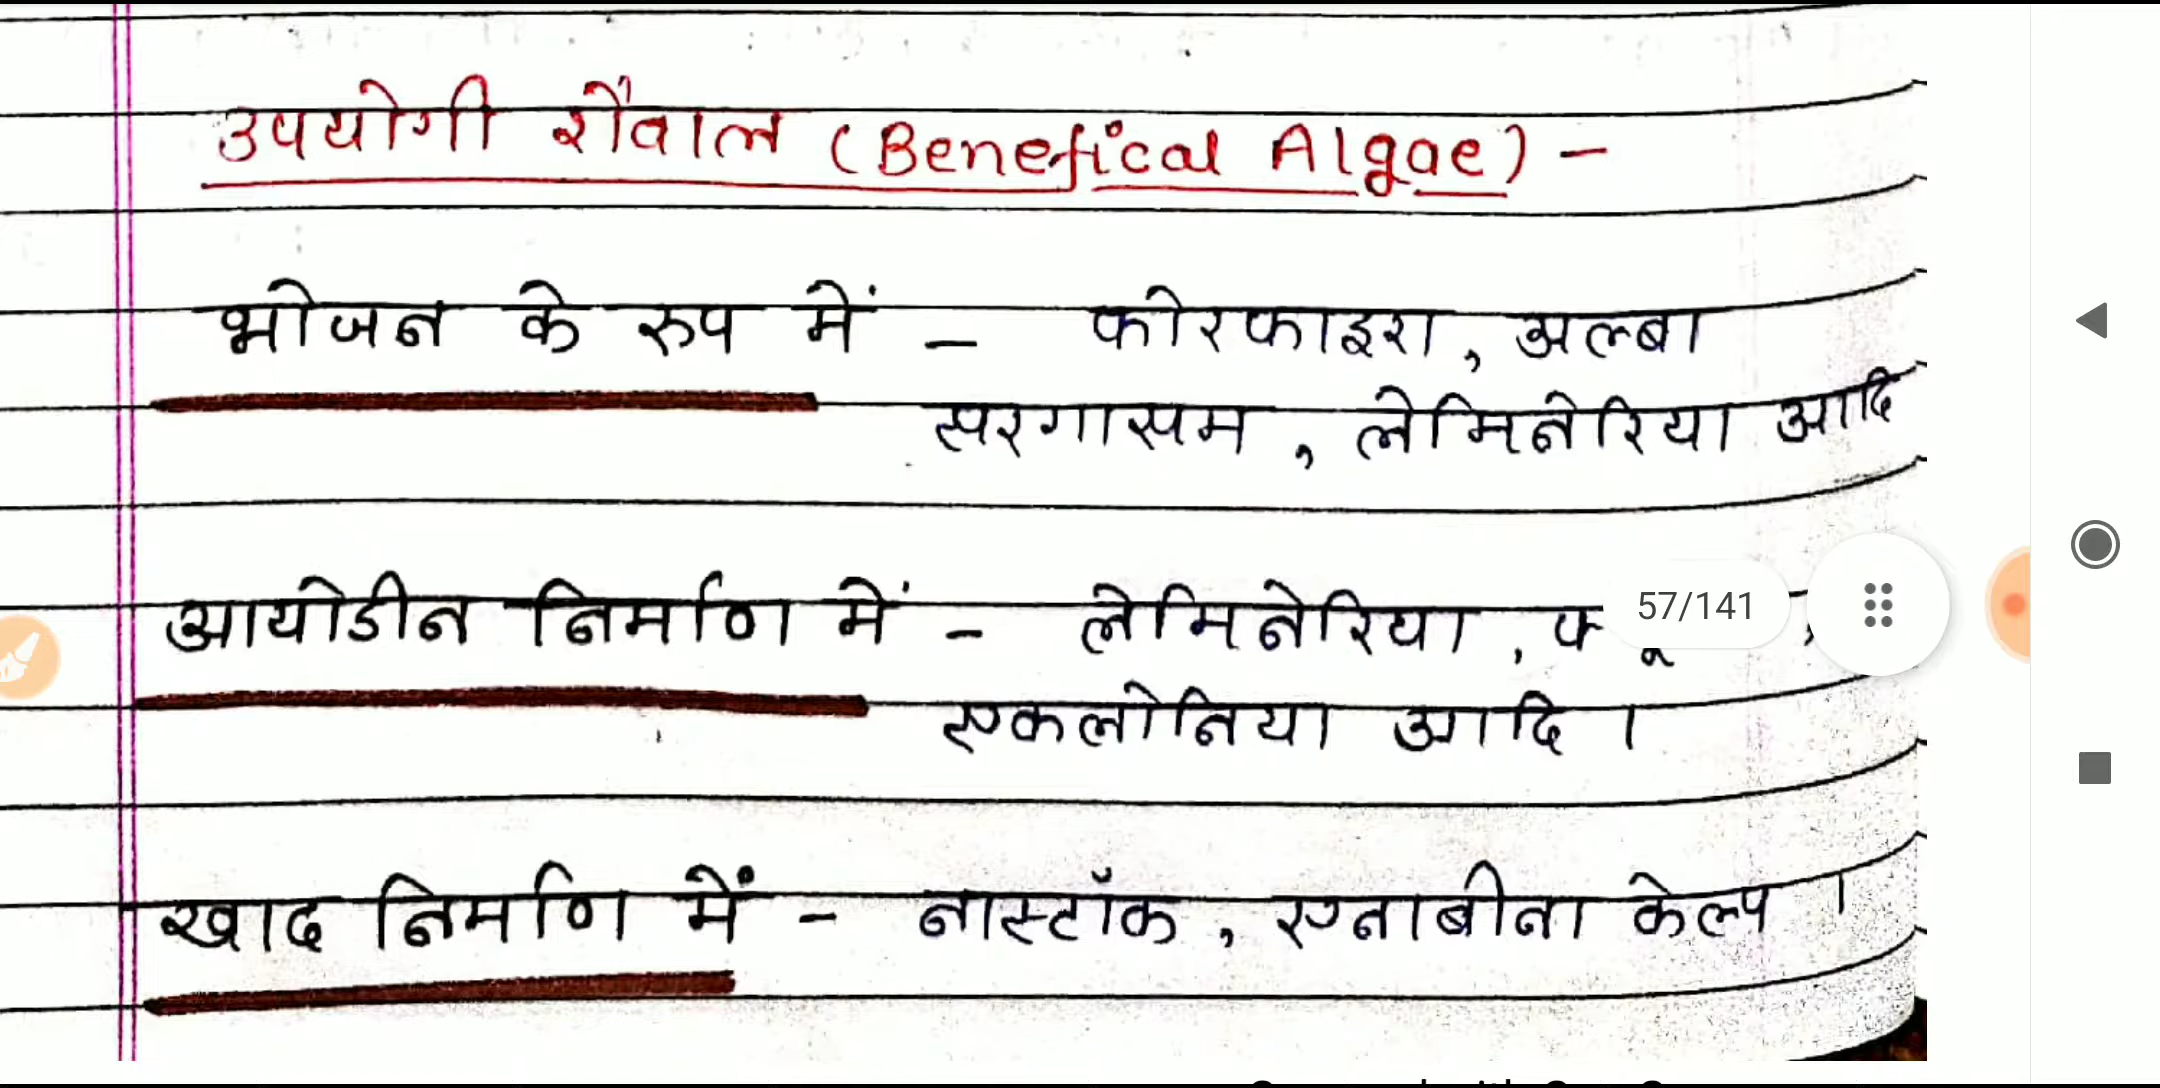 उपयोगी शैवाल (Benefical Algae) -
भोजन के रुप में - फोरफाइरा, अल्बा
सरगासम, लेमिनेरिया आदि
आयोडीन निर्माण में - लेमिनेरिया,
57/141
एकलोनिया आदि ।
खाद निर्माण में - नास्टॉक, एनाबीना केल्प ।